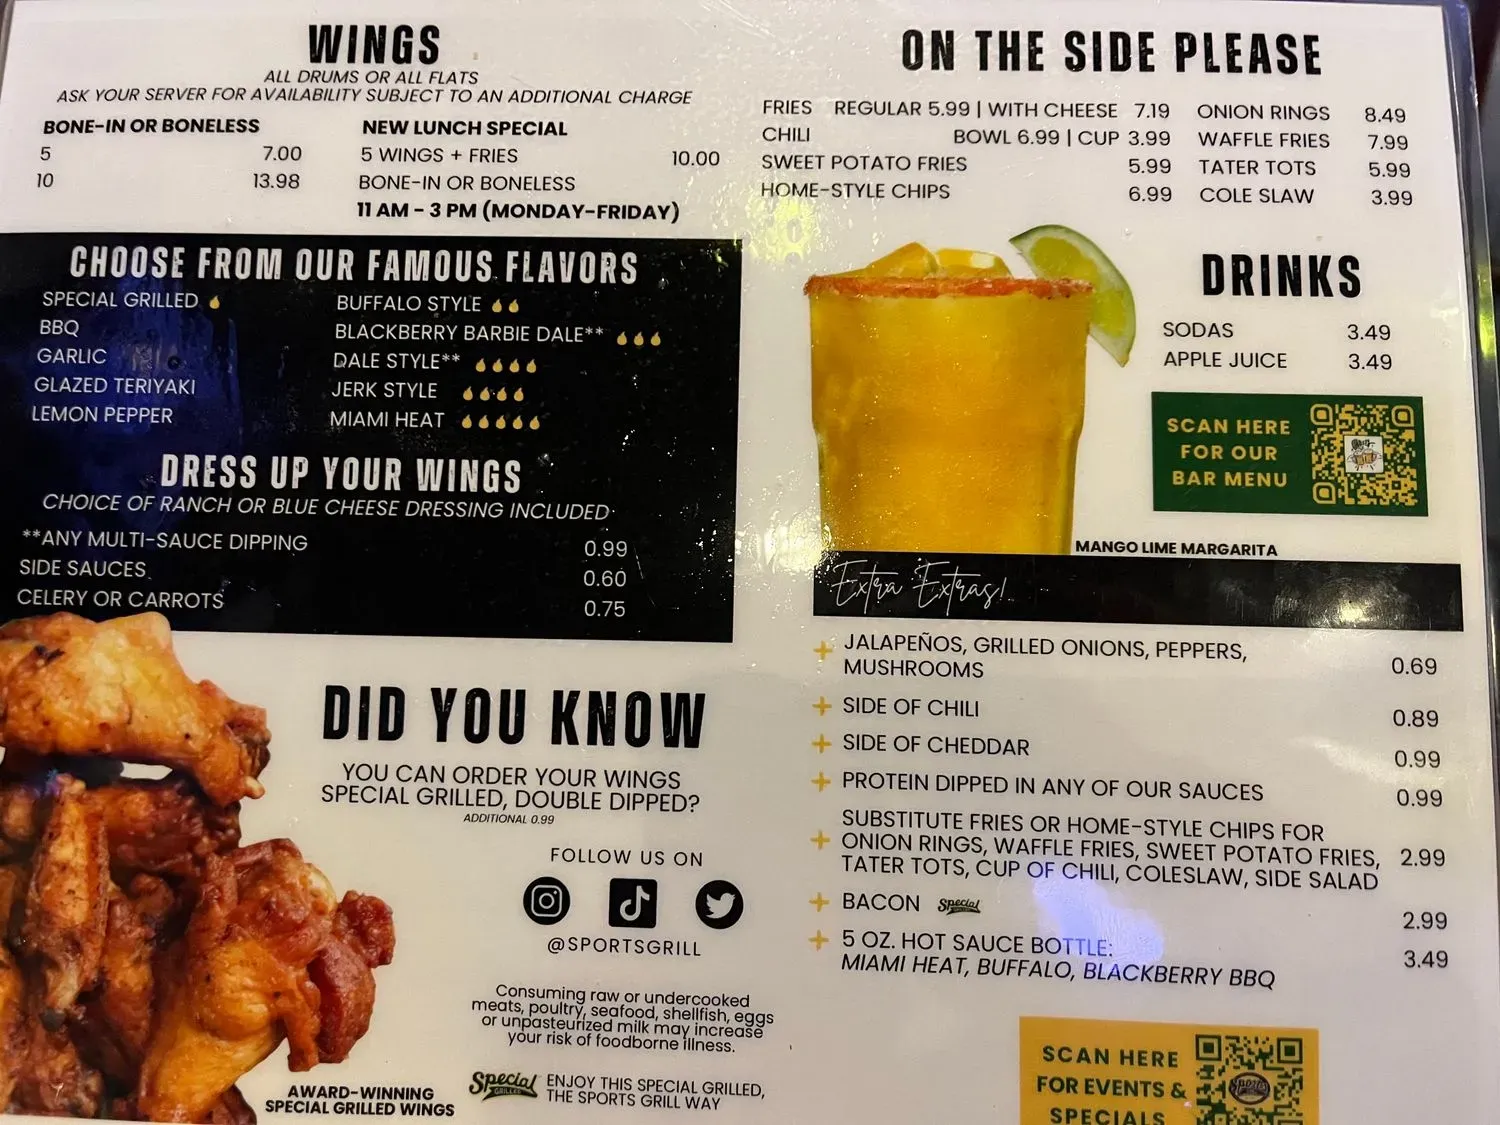 WINGS
ALL DRUMS OR ALL FLATS
ASK YOUR SERVER FOR AVAILABILITY SUBJECT TO AN ADDITIONAL CHARGE
BONE-IN OR BONELESS
5 7.00
10 13.98
NEW LUNCH SPECIAL
5 WINGS + FRIES 10.00
BONE-IN OR BONELESS
11 AM - 3 PM (MONDAY-FRIDAY)
CHOOSE FROM OUR FAMOUS FLAVORS
SPECIAL GRILLED
BBQ
GARLIC
GLAZED TERIYAKI
LEMON PEPPER
BUFFALO STYLE
BLACKBERRY BARBIE DALE**
DALE STYLE**
JERK STYLE
MIAMI HEAT
DRESS UP YOUR WINGS
CHOICE OF RANCH OR BLUE CHEESE DRESSING INCLUDED
**ANY MULTI-SAUCE DIPPING 0.99
SIDE SAUCES 0.60
CELERY OR CARROTS 0.75
DID YOU KNOW
YOU CAN ORDER YOUR WINGS
SPECIAL GRILLED, DOUBLE DIPPED?
ADDITIONAL 0.99
FOLLOW US ON
@SPORTSGRILL
Consuming raw or undercooked
meats, poultry, seafood, shellfish, eggs
or unpasteurized milk may increase
your risk of foodborne illness.
AWARD-WINNING
SPECIAL GRILLED WINGS
Special
GRILLED
ENJOY THIS SPECIAL GRILLED,
THE SPORTS GRILL WAY
ON THE SIDE PLEASE
FRIES REGULAR 5.99 | WITH CHEESE 7.19
CHILI BOWL 6.99 | CUP 3.99
SWEET POTATO FRIES 5.99
HOME-STYLE CHIPS 6.99
ONION RINGS 8.49
WAFFLE FRIES 7.99
TATER TOTS 5.99
COLE SLAW 3.99
DRINKS
SODAS 3.49
APPLE JUICE 3.49
SCAN HERE
FOR OUR
BAR MENU
MANGO LIME MARGARITA
Extra Extras!
+ JALAPEÑOS, GRILLED ONIONS, PEPPERS,
MUSHROOMS 0.69
+ SIDE OF CHILI 0.89
+ SIDE OF CHEDDAR 0.99
+ PROTEIN DIPPED IN ANY OF OUR SAUCES 0.99
SUBSTITUTE FRIES OR HOME-STYLE CHIPS FOR
+ ONION RINGS, WAFFLE FRIES, SWEET POTATO FRIES, 2.99
TATER TOTS, CUP OF CHILI, COLESLAW, SIDE SALAD
+ BACON Special 2.99
+ 5 OZ. HOT SAUCE BOTTLE: 3.49
MIAMI HEAT, BUFFALO, BLACKBERRY BBQ
SCAN HERE
FOR EVENTS &
SPECIALS
Sports